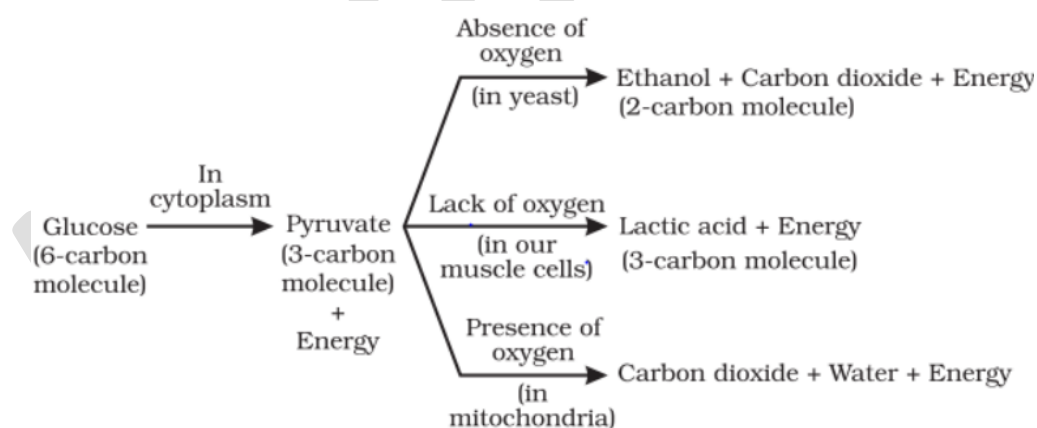 Absence of
oxygen
(in yeast)
Ethanol + Carbon dioxide + Energy
(2-carbon molecule)
In
cytoplasm
Glucose
(6-carbon
molecule)
Pyruvate
(3-carbon
molecule)
+
Energy
Lack of oxygen
(in our
muscle cells)
Lactic acid + Energy
(3-carbon molecule)
Presence of
oxygen
(in
mitochondria)
Carbon dioxide + Water + Energy